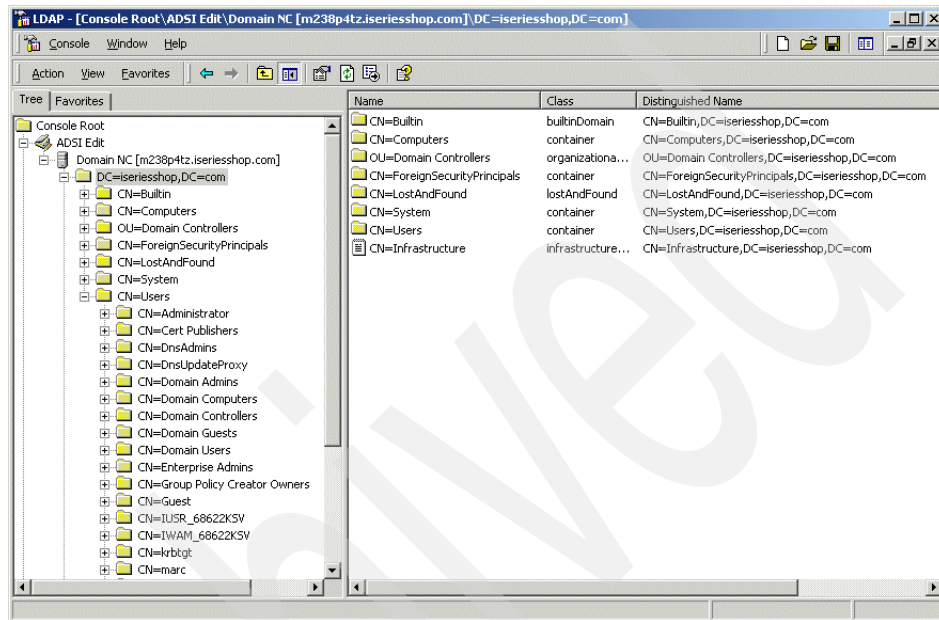 LDAP - [Console Root\ADSI Edit\Domain NC [m238p4tz.iseriesshop.com]\DC=iseriesshop,DC=com]
Console Window Help
Action View Favorites
Tree Favorites
Console Root
ADSI Edit
Domain NC [m238p4tz.iseriesshop.com]
DC=iseriesshop,DC=com
CN=Builtin
CN=Computers
OU=Domain Controllers
CN=ForeignSecurityPrincipals
CN=LostAndFound
CN=System
CN=Users
CN=Administrator
CN=Cert Publishers
CN=DnsAdmins
CN=DnsUpdateProxy
CN=Domain Admins
CN=Domain Computers
CN=Domain Controllers
CN=Domain Guests
CN=Domain Users
CN=Enterprise Admins
CN=Group Policy Creator Owners
CN=Guest
CN=IUSR_68622KSV
CN=IWAM_68622KSV
CN=krbtgt
CN=marc
Name Class Distinguished Name
CN=Builtin builtinDomain CN=Builtin,DC=iseriesshop,DC=com
CN=Computers container CN=Computers,DC=iseriesshop,DC=com
OU=Domain Controllers organizationa... OU=Domain Controllers,DC=iseriesshop,DC=com
CN=ForeignSecurityPrincipals container CN=ForeignSecurityPrincipals,DC=iseriesshop,DC=com
CN=LostAndFound lostAndFound CN=LostAndFound,DC=iseriesshop,DC=com
CN=System container CN=System,DC=iseriesshop,DC=com
CN=Users container CN=Users,DC=iseriesshop,DC=com
CN=Infrastructure infrastructure... CN=Infrastructure,DC=iseriesshop,DC=com